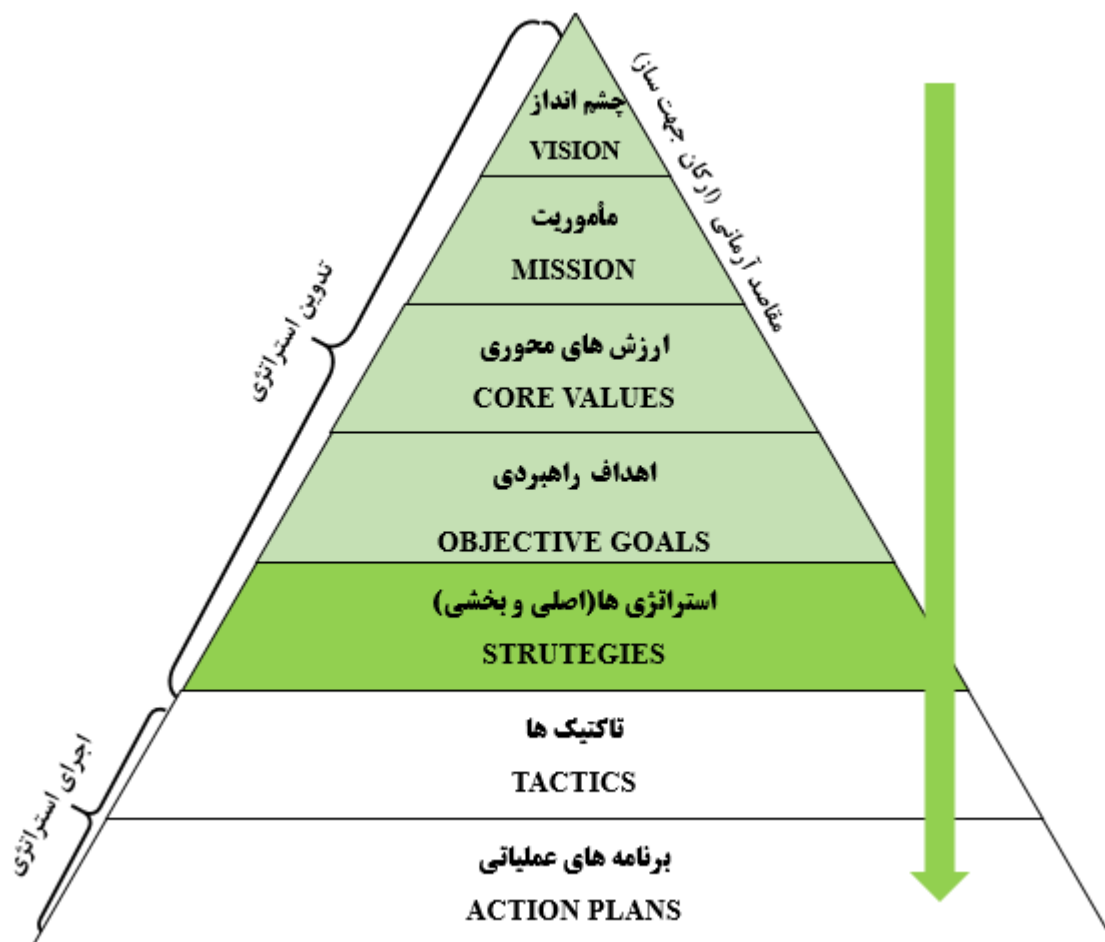 چشم انداز
VISION
مأموریت
MISSION
ارزش های محوری
CORE VALUES
اهداف راهبردی
OBJECTIVE GOALS
استراتژی ها(اصلی و بخشی)
STRUTEGIES
تاکتیک ها
TACTICS
برنامه های عملیاتی
ACTION PLANS
مقاصد آرمانی (ارکان جهت ساز)
تدوین استراتژی
اجرای استراتژی